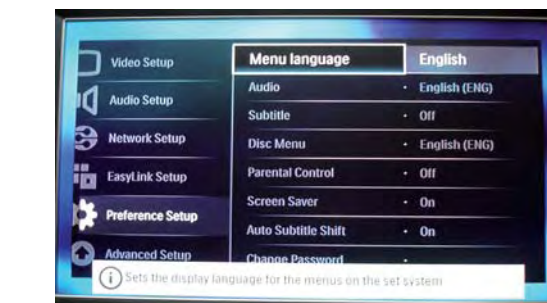 Video Setup
Audio Setup
Network Setup
EasyLink Setup
Preference Setup
Advanced Setup
Menu language English
Audio · English (ENG)
Subtitle · Off
Disc Menu · English (ENG)
Parental Control · Off
Screen Saver · On
Auto Subtitle Shift · On
Change Password ·
Sets the display language for the menus on the set system